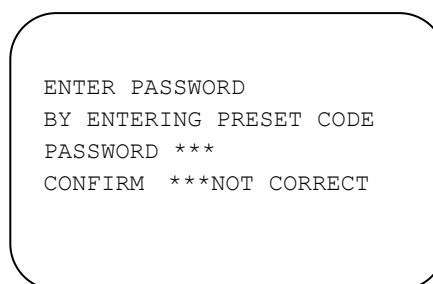 ENTER PASSWORD
BY ENTERING PRESET CODE
PASSWORD ***
CONFIRM ***NOT CORRECT